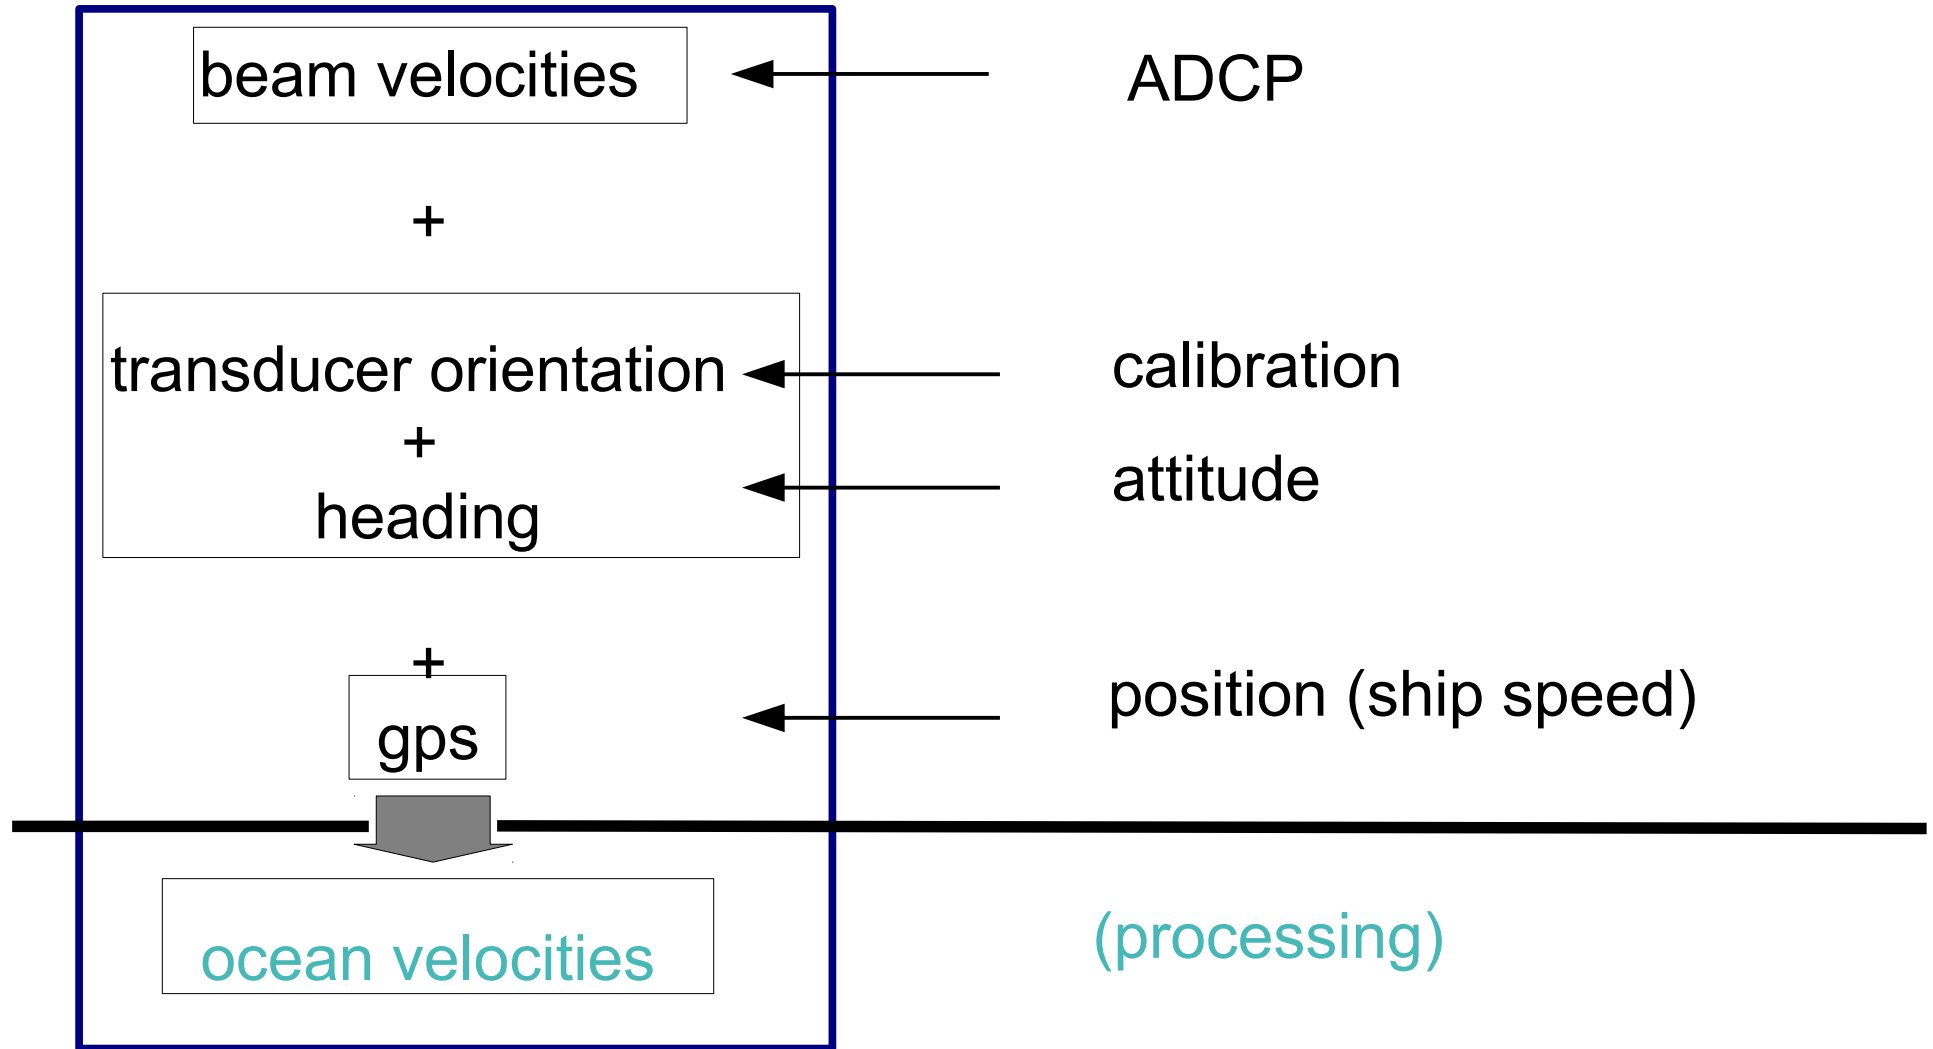 beam velocities
ADCP
+
transducer orientation
calibration
+
attitude
heading
+
position (ship speed)
gps
(processing)
ocean velocities